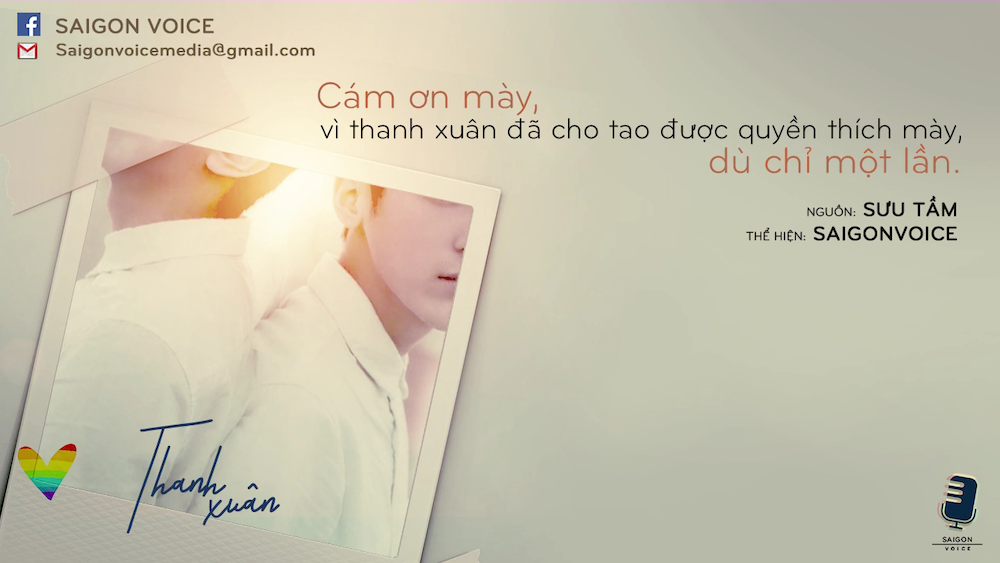 SAIGON VOICE
Saigonvoicemedia@gmail.com
Cám ơn mày,
vì thanh xuân đã cho tao được quyền thích mày,
dù chỉ một lần.
NGUỒN: SƯU TẦM
THỂ HIỆN: SAIGONVOICE
Thanh
xuân
SAIGON
VOICE